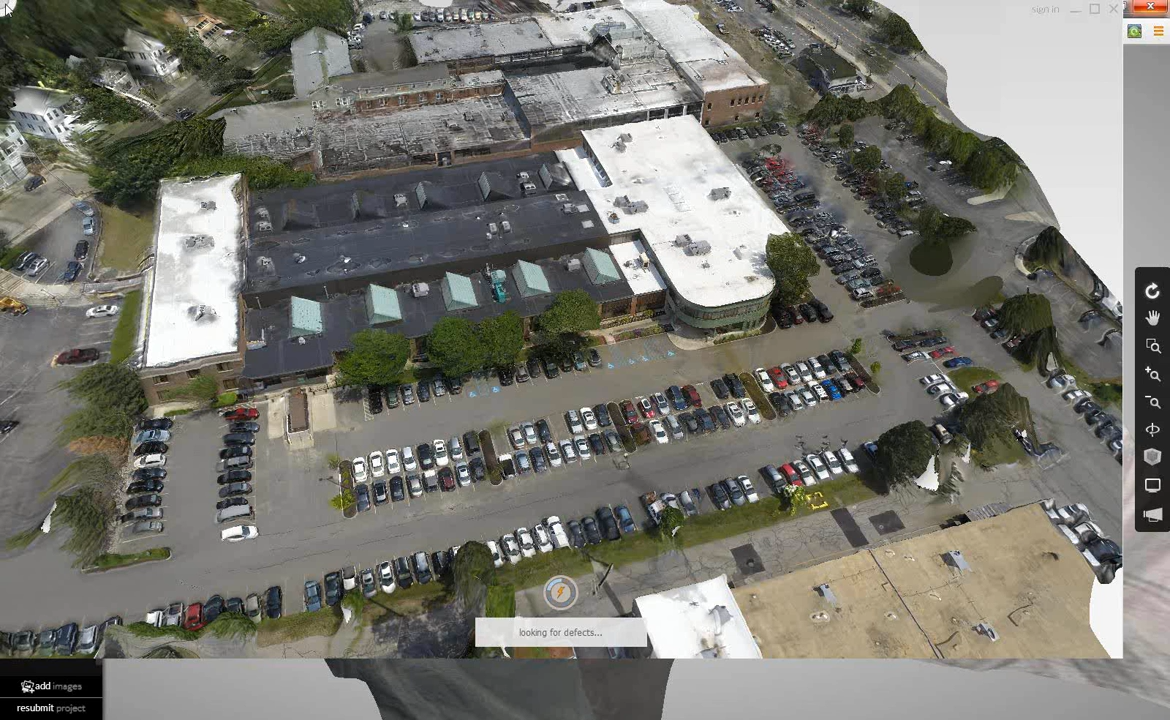 sign in
looking for defects...
add images
resubmit project